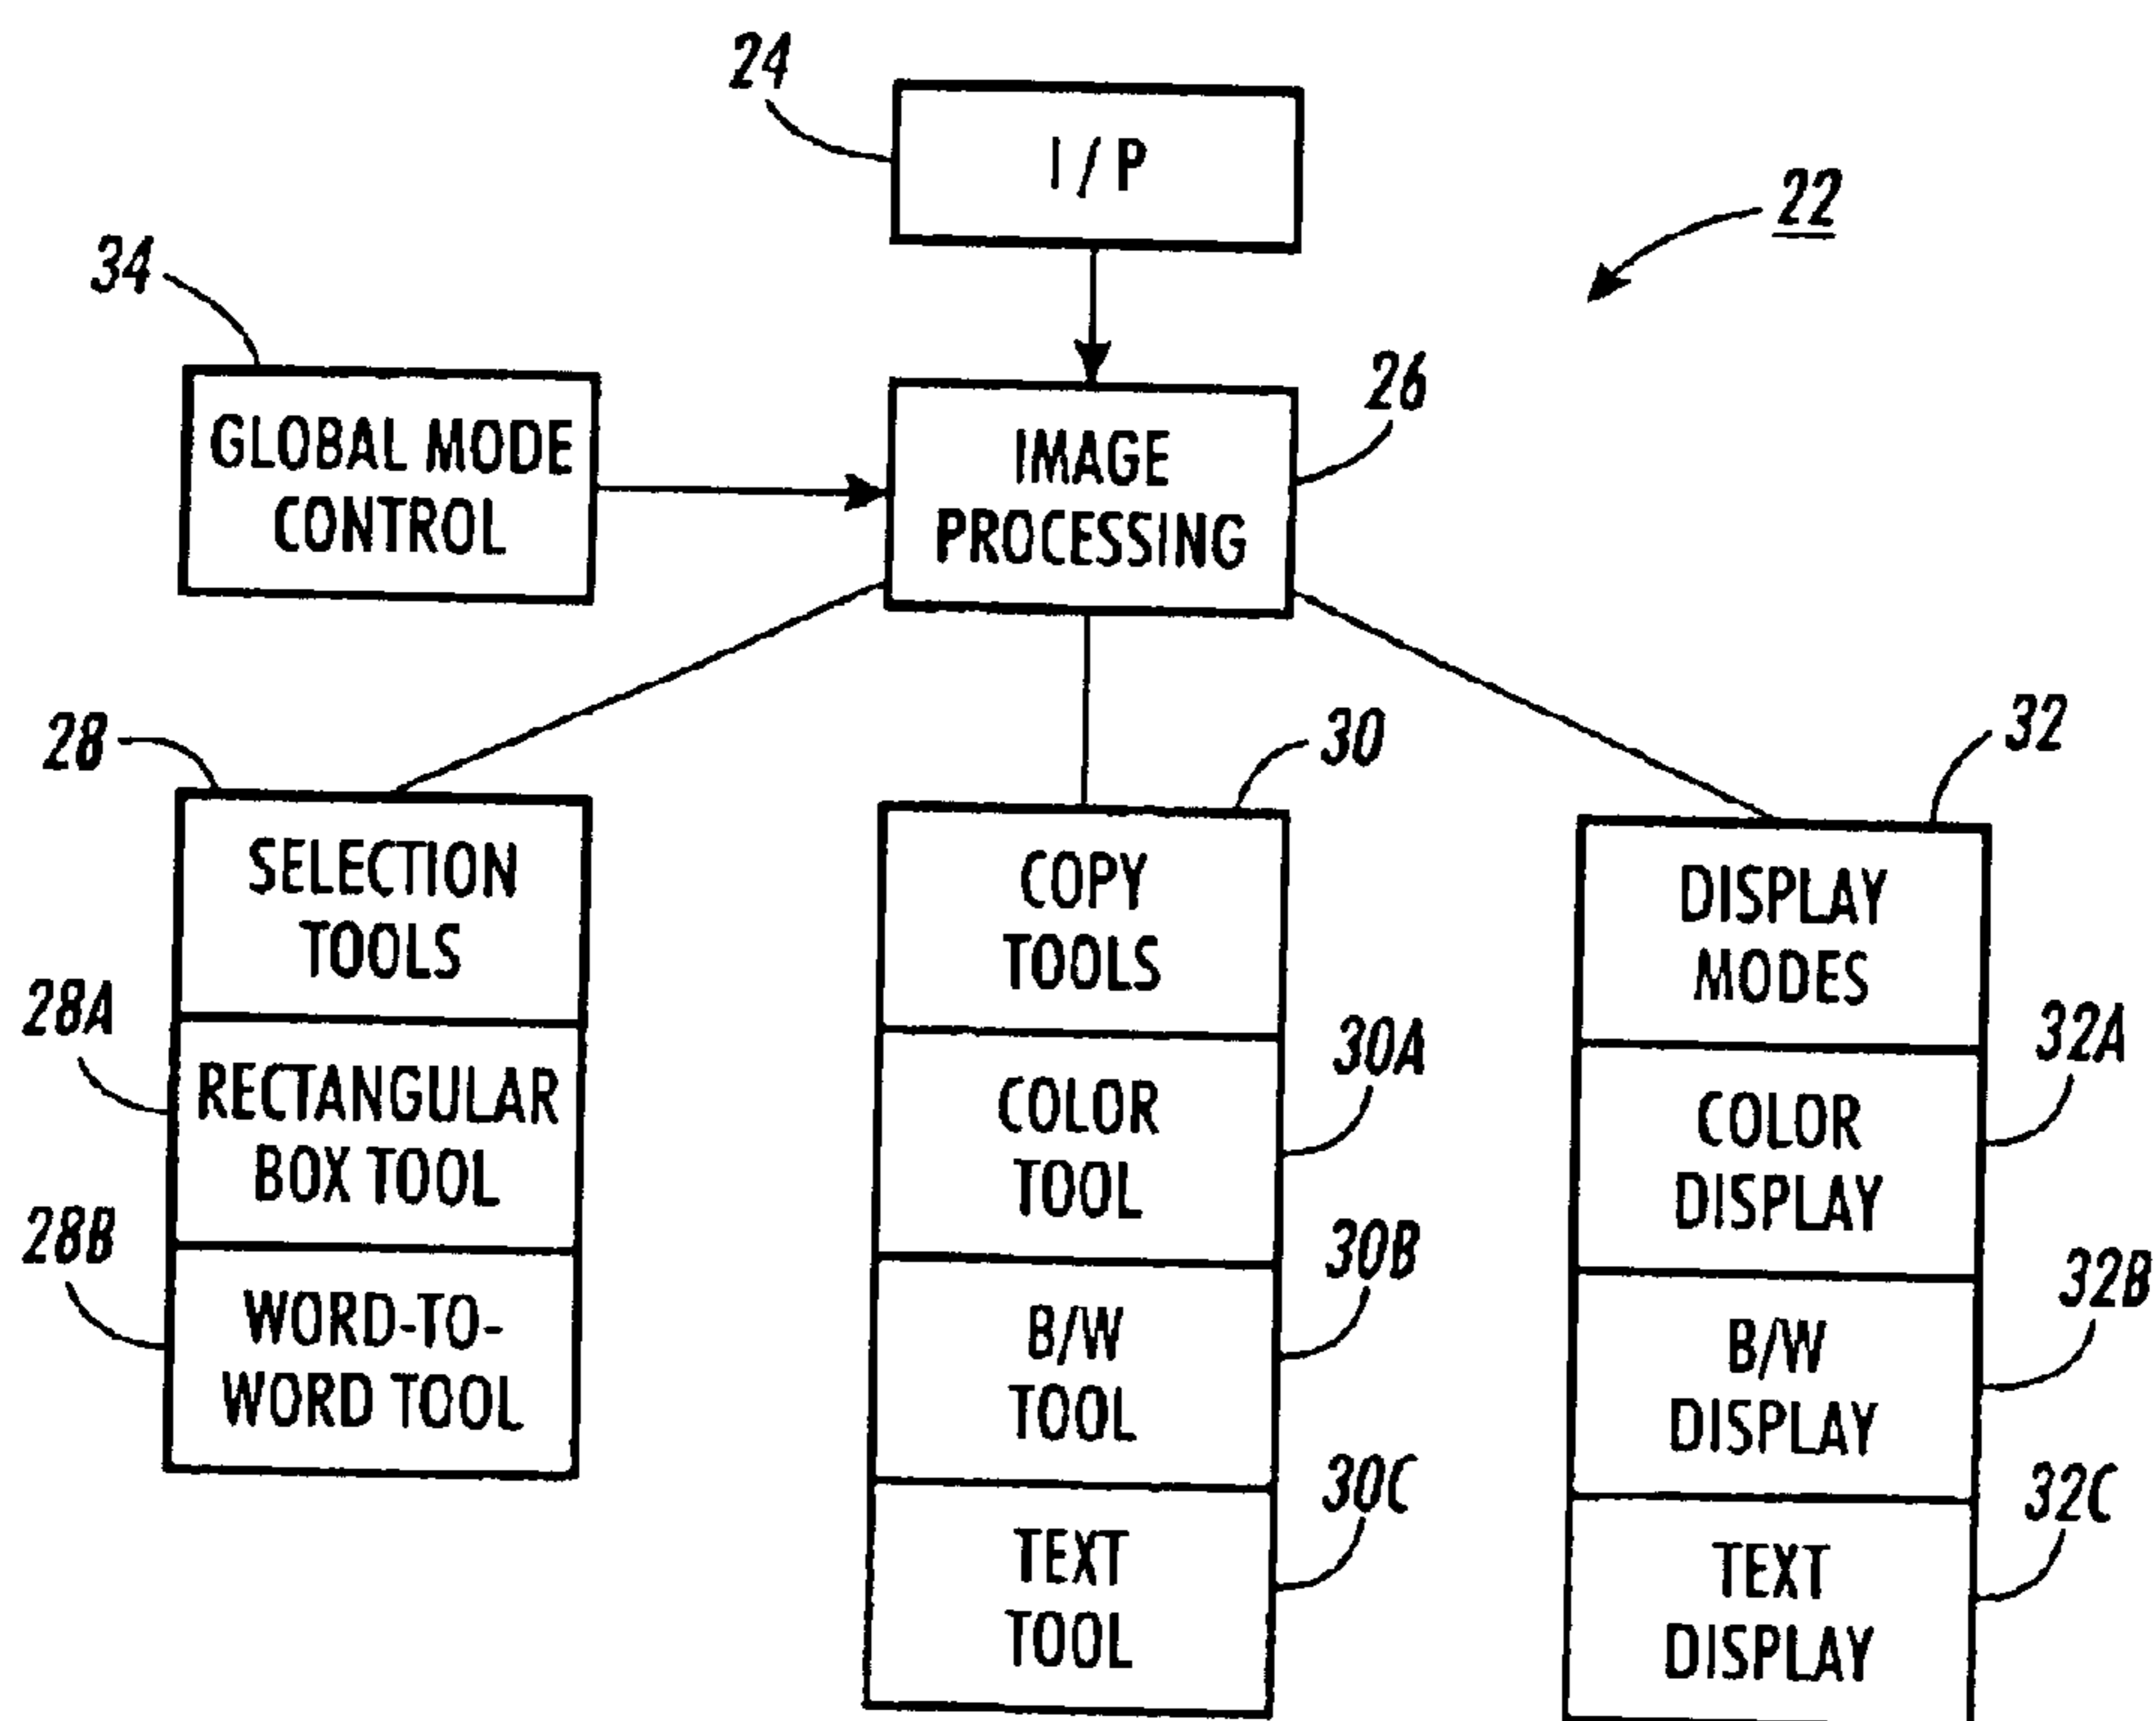 24
I / P
22
34
GLOBAL MODE
CONTROL
26
IMAGE
PROCESSING
28
SELECTION
TOOLS
28A
RECTANGULAR
BOX TOOL
28B
WORD-TO-
WORD TOOL
30
COPY
TOOLS
30A
COLOR
TOOL
30B
B/W
TOOL
30C
TEXT
TOOL
32
DISPLAY
MODES
32A
COLOR
DISPLAY
32B
B/W
DISPLAY
32C
TEXT
DISPLAY